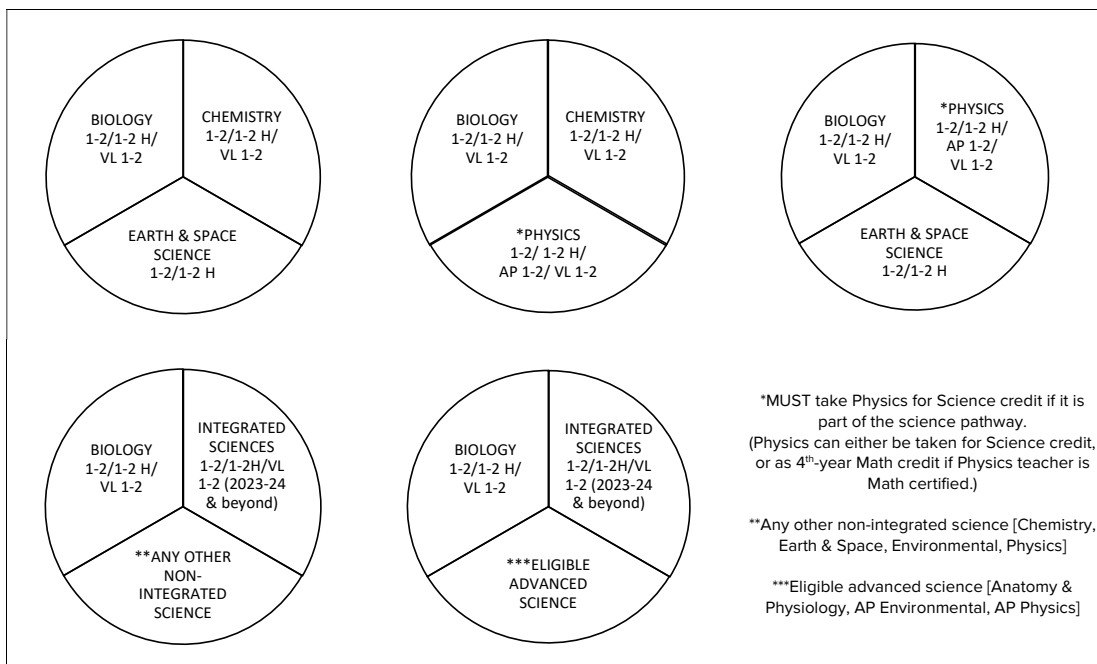 BIOLOGY
1-2/1-2 H/
VL 1-2
CHEMISTRY
1-2/1-2 H/
VL 1-2
EARTH & SPACE
SCIENCE
1-2/1-2 H
BIOLOGY
1-2/1-2 H/
VL 1-2
CHEMISTRY
1-2/1-2 H/
VL 1-2
*PHYSICS
1-2/ 1-2 H/
AP 1-2/ VL 1-2
BIOLOGY
1-2/1-2 H/
VL 1-2
*PHYSICS
1-2/1-2 H/
AP 1-2/
VL 1-2
EARTH & SPACE
SCIENCE
1-2/1-2 H
BIOLOGY
1-2/1-2 H/
VL 1-2
INTEGRATED
SCIENCES
1-2/1-2H/VL
1-2 (2023-24
& beyond)
**ANY OTHER
NON-
INTEGRATED
SCIENCE
BIOLOGY
1-2/1-2 H/
VL 1-2
INTEGRATED
SCIENCES
1-2/1-2H/VL
1-2 (2023-24
& beyond)
***ELIGIBLE
ADVANCED
SCIENCE
*MUST take Physics for Science credit if it is
part of the science pathway.
(Physics can either be taken for Science credit,
or as 4th-year Math credit if Physics teacher is
Math certified.)
**Any other non-integrated science [Chemistry,
Earth & Space, Environmental, Physics]
***Eligible advanced science [Anatomy &
Physiology, AP Environmental, AP Physics]